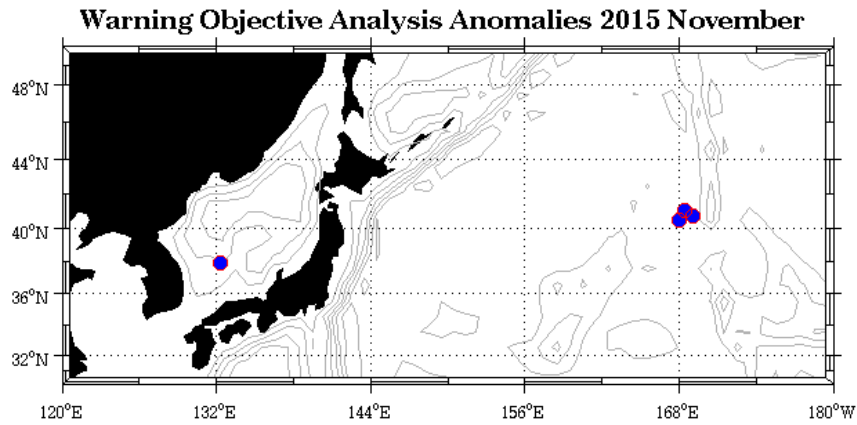 Warning Objective Analysis Anomalies 2015 November
48°N
44°N
40°N
36°N
32°N
120°E 132°E 144°E 156°E 168°E 180°W